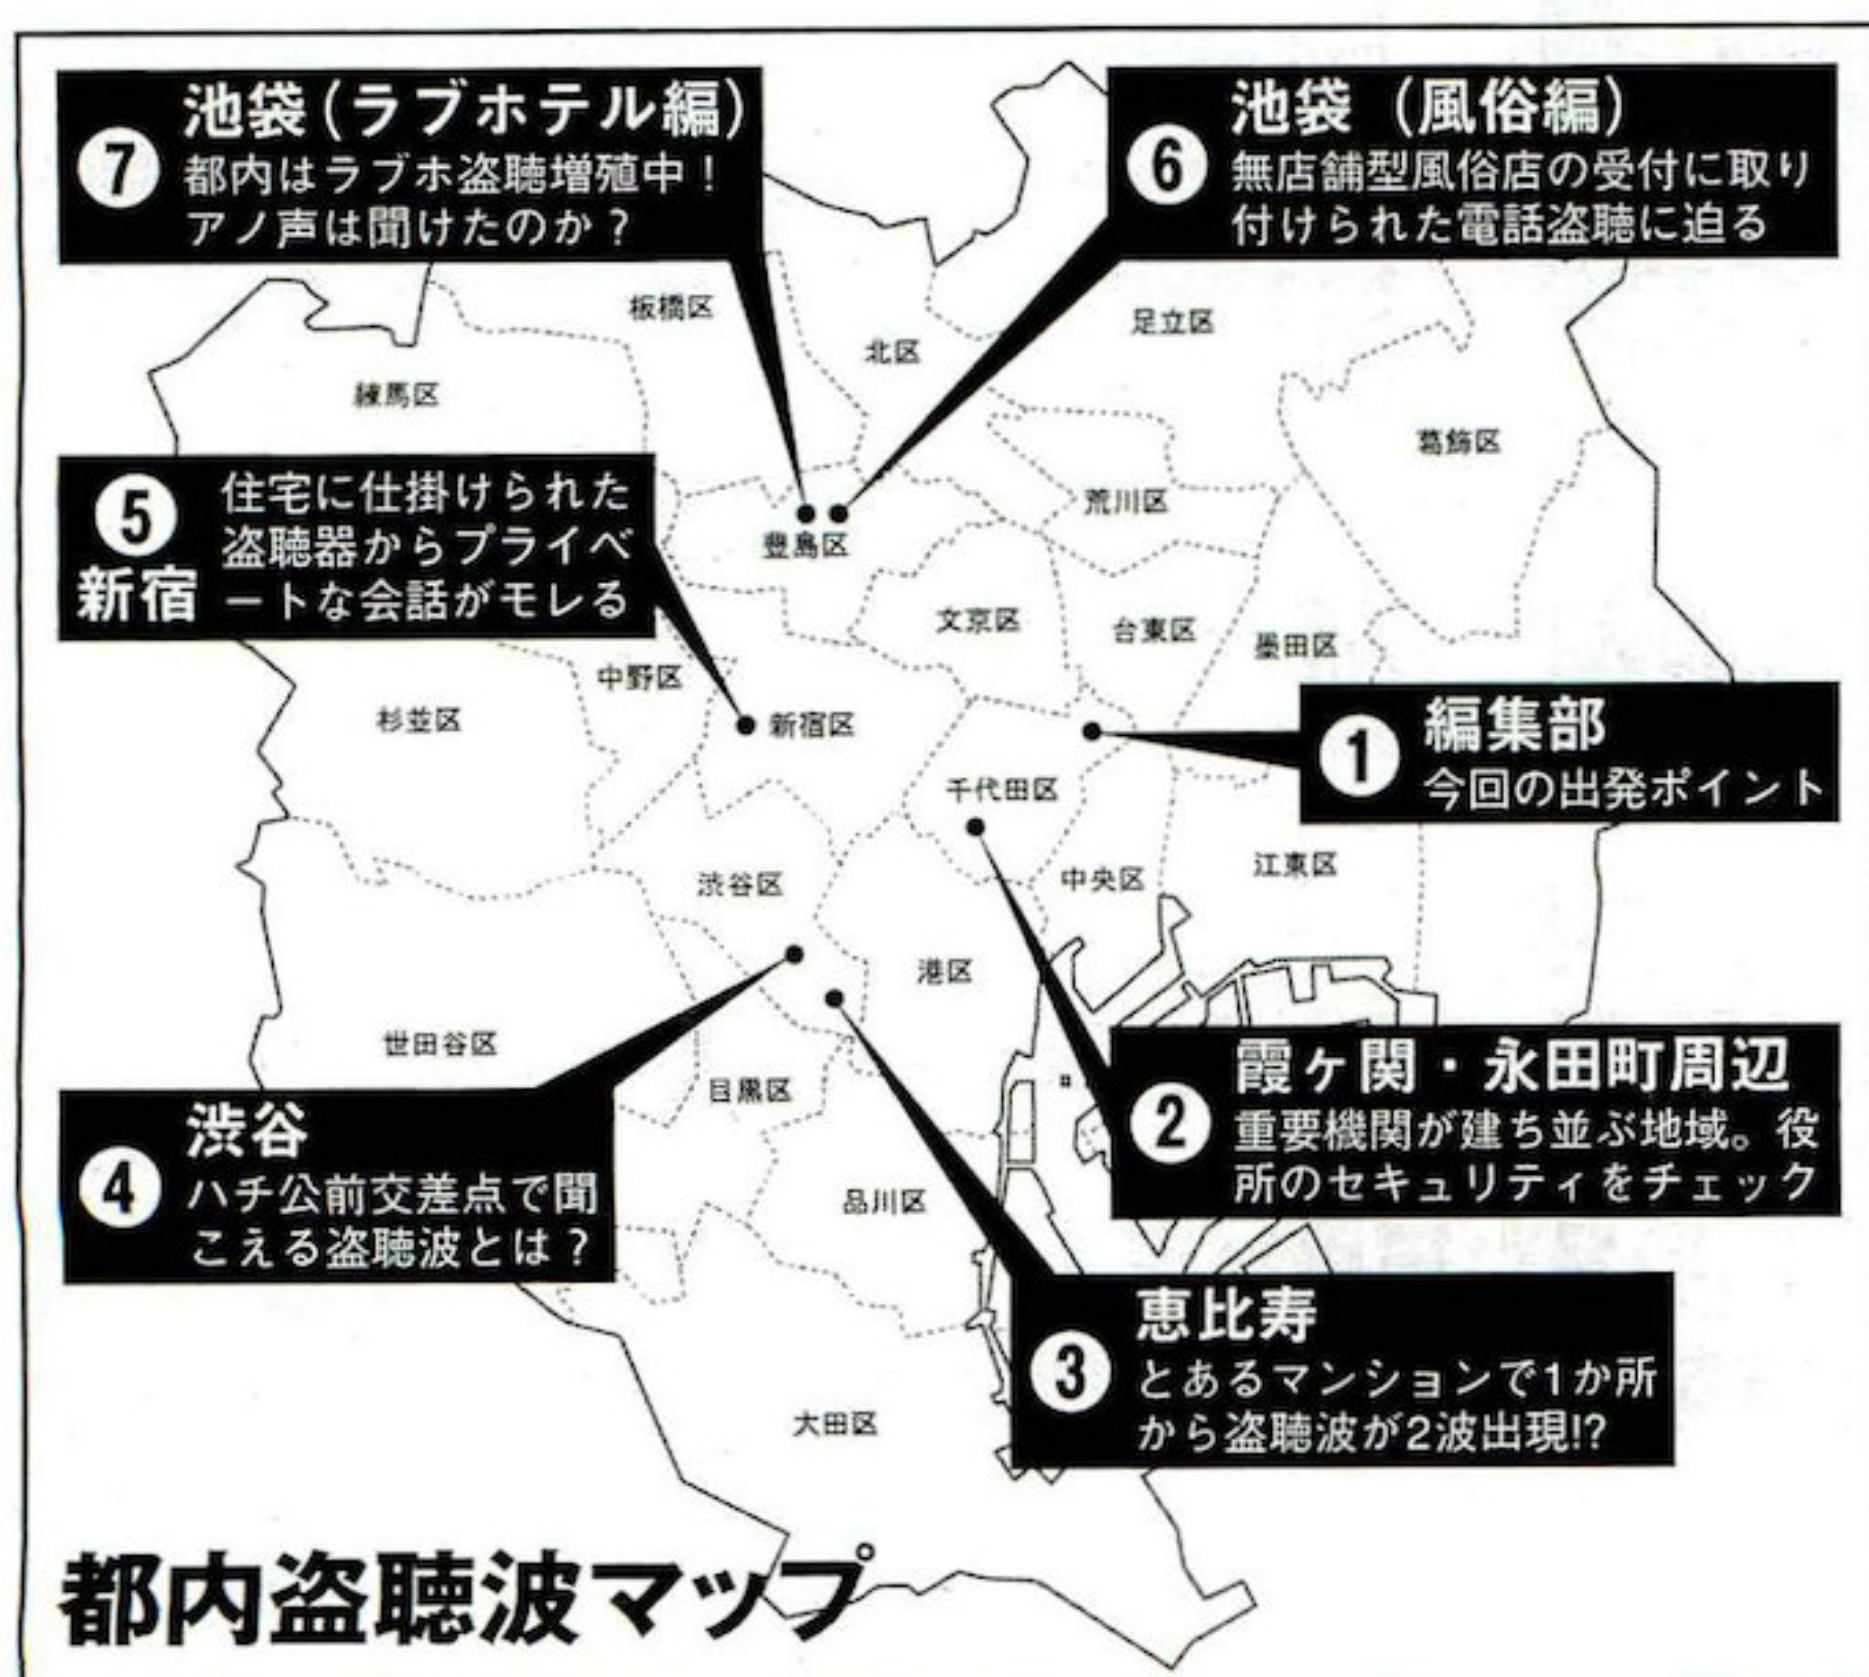 ⑦
池袋(ラブホテル編)
都内はラブホ盗聴増殖中!
アノ声は聞けたのか?
⑥
池袋(風俗編)
無店舗型風俗店の受付に取り
付けられた電話盗聴に迫る
板橋区
足立区
北区
練馬区
葛飾区
⑤
新宿
住宅に仕掛けられた
盗聴器からプライベ
ートな会話がモレる
荒川区
豊島区
文京区
台東区
墨田区
中野区
杉並区
新宿区
①
編集部
今回の出発ポイント
千代田区
渋谷区
中央区
江東区
港区
世田谷区
目黒区
②
霞ヶ関・永田町周辺
重要機関が建ち並ぶ地域。役
所のセキュリティをチェック
④
渋谷
ハチ公前交差点で聞
こえる盗聴波とは?
品川区
③
恵比寿
とあるマンションで1か所
から盗聴波が2波出現!?
大田区
都内盗聴波マップ